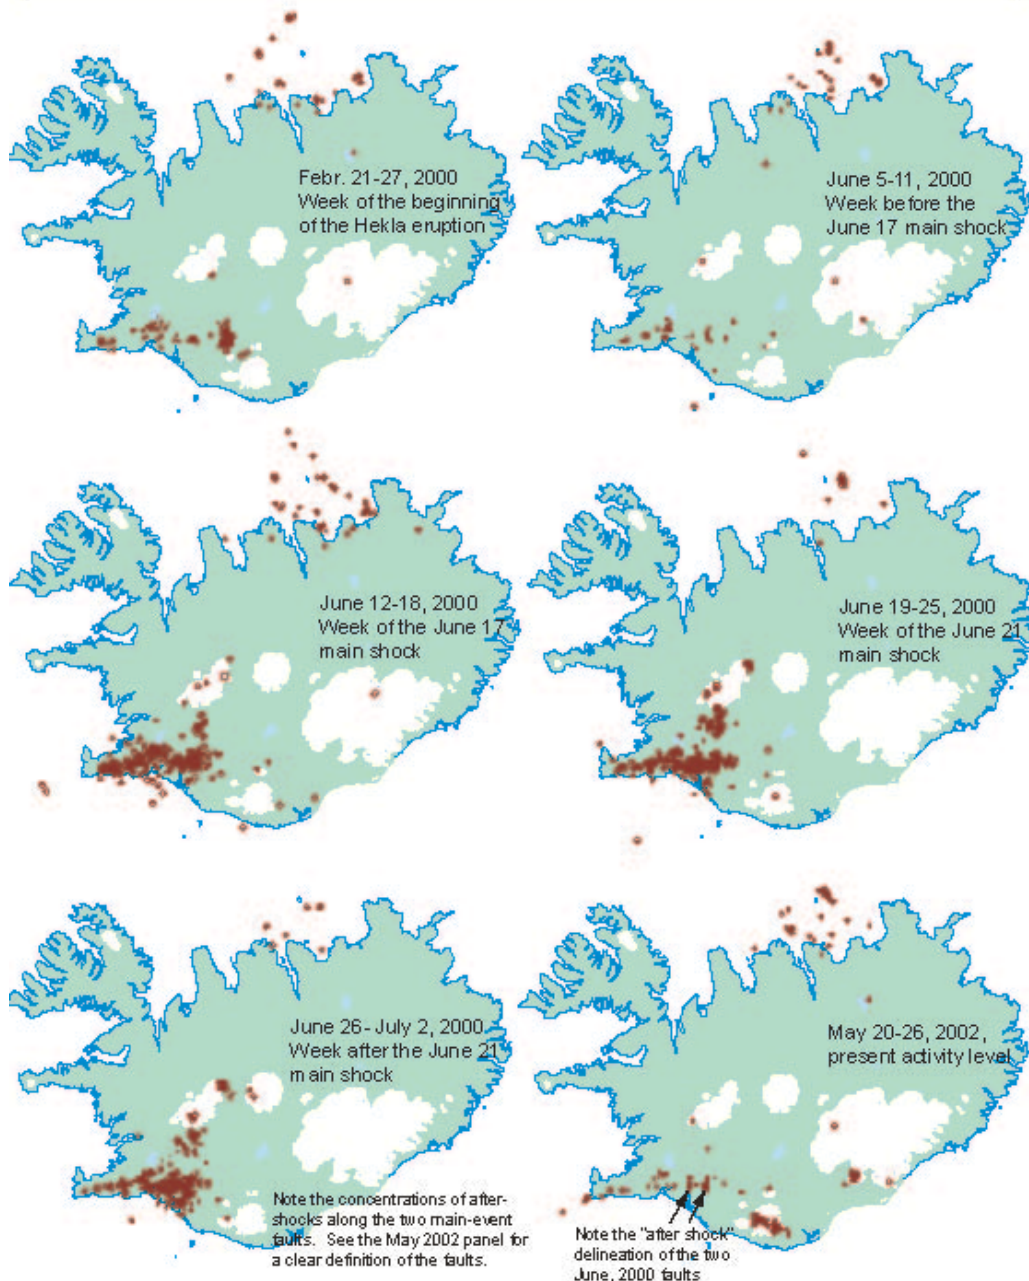 Febr. 21-27, 2000
Week of the beginning
of the Hekla eruption
June 5-11, 2000
Week before the
June 17 main shock
June 12-18, 2000
Week of the June 17
main shock
June 19-25, 2000
Week of the June 21
main shock
June 26- July 2, 2000
Week after the June 21
main shock
Note the concentrations of after-
shocks along the two main-event
faults. See the May 2002 panel for
a clear definition of the faults.
May 20-26, 2002,
present activity level
Note the "after shock"
delineation of the two
June, 2000 faults